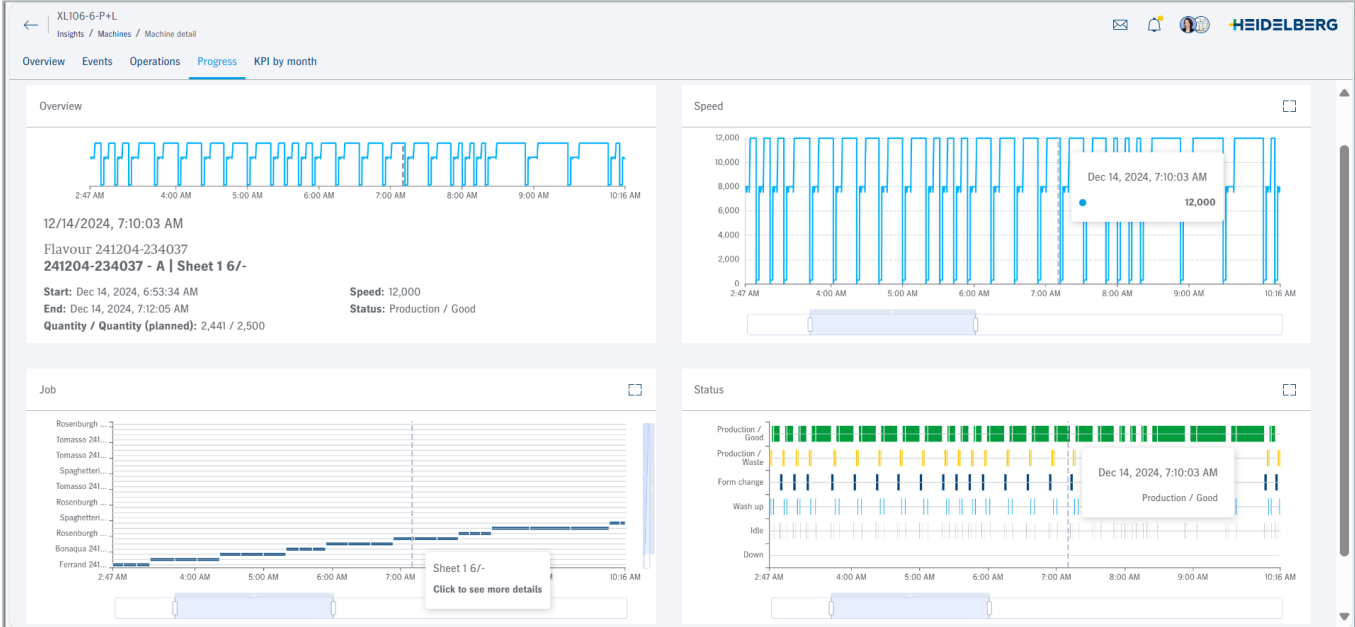 XL106-6-P+L
Insights / Machines / Machine detail
HEIDELBERG
Overview Events Operations Progress KPI by month
Overview
2:47 AM 4:00 AM 5:00 AM 6:00 AM 7:00 AM 8:00 AM 9:00 AM 10:16 AM
12/14/2024, 7:10:03 AM
Flavour 241204-234037
241204-234037 - A | Sheet 1 6/-
Start: Dec 14, 2024, 6:53:34 AM
End: Dec 14, 2024, 7:12:05 AM
Quantity / Quantity (planned): 2,441 / 2,500
Speed: 12,000
Status: Production / Good
Speed
12,000
10,000
8,000
6,000
4,000
2,000
0
2:47 AM 4:00 AM 5:00 AM 6:00 AM 7:00 AM 8:00 AM 9:00 AM 10:16 AM
Dec 14, 2024, 7:10:03 AM
12,000
Job
Rosenburgh ...
Tomasso 241...
Tomasso 241...
Spaghetteri...
Tomasso 241...
Rosenburgh ...
Spaghetteri...
Rosenburgh ...
Bonaqua 241...
Ferrand 241...
2:47 AM 4:00 AM 5:00 AM 6:00 AM 7:00 AM 10:16 AM
Sheet 1 6/-
Click to see more details
Status
Production /
Good
Production /
Waste
Form change
Wash up
Idle
Down
2:47 AM 4:00 AM 5:00 AM 6:00 AM 7:00 AM 8:00 AM 9:00 AM 10:16 AM
Dec 14, 2024, 7:10:03 AM
Production / Good